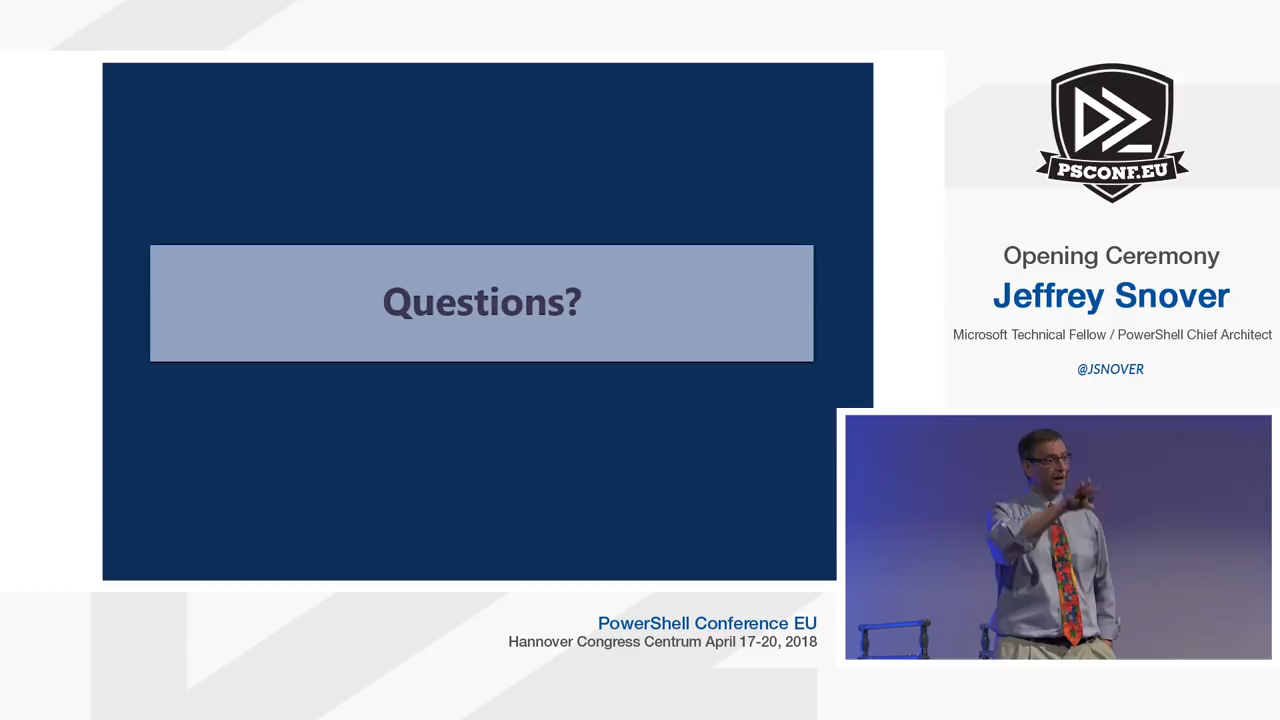 Questions?
PSCONF.EU
Opening Ceremony
Jeffrey Snover
Microsoft Technical Fellow / PowerShell Chief Architect
@JSNOVER
PowerShell Conference EU
Hannover Congress Centrum April 17-20, 2018